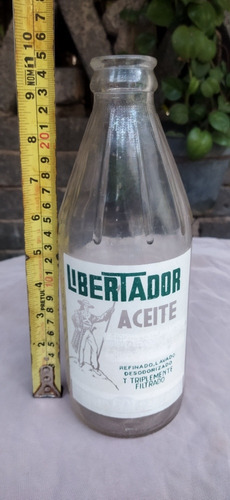 LIBERTADOR
ACEITE
REFINADO, LAVADO
DESODORIZADO
Y TRIPLEMENTE
FILTRADO